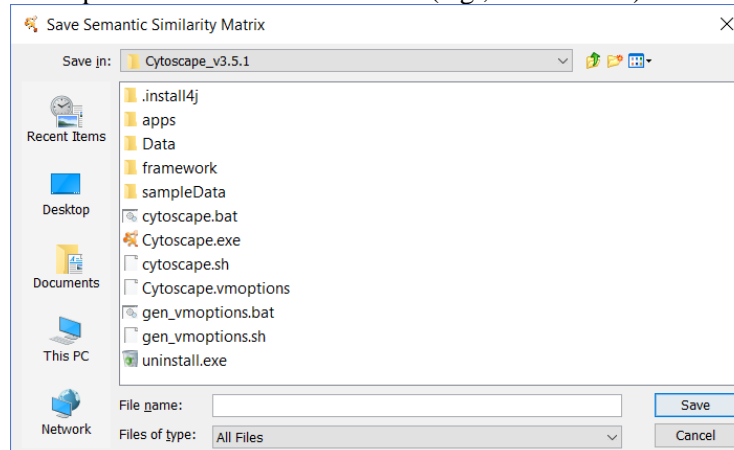 Save Semantic Similarity Matrix
Save in: Cytoscape_v3.5.1
.install4j
apps
Data
framework
sampleData
cytoscape.bat
Cytoscape.exe
cytoscape.sh
Cytoscape.vmoptions
gen_vmoptions.bat
gen_vmoptions.sh
uninstall.exe
Recent Items
Desktop
Documents
This PC
Network
File name:
Save
Files of type: All Files
Cancel